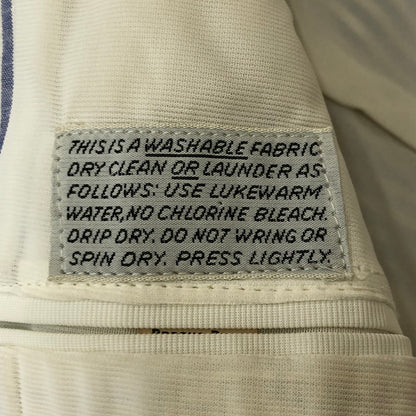 THIS IS A WASHABLE FABRIC
DRY CLEAN OR LAUNDER AS
FOLLOWS: USE LUKEWARM
WATER, NO CHLORINE BLEACH.
DRIP DRY. DO NOT WRING OR
SPIN DRY. PRESS LIGHTLY.